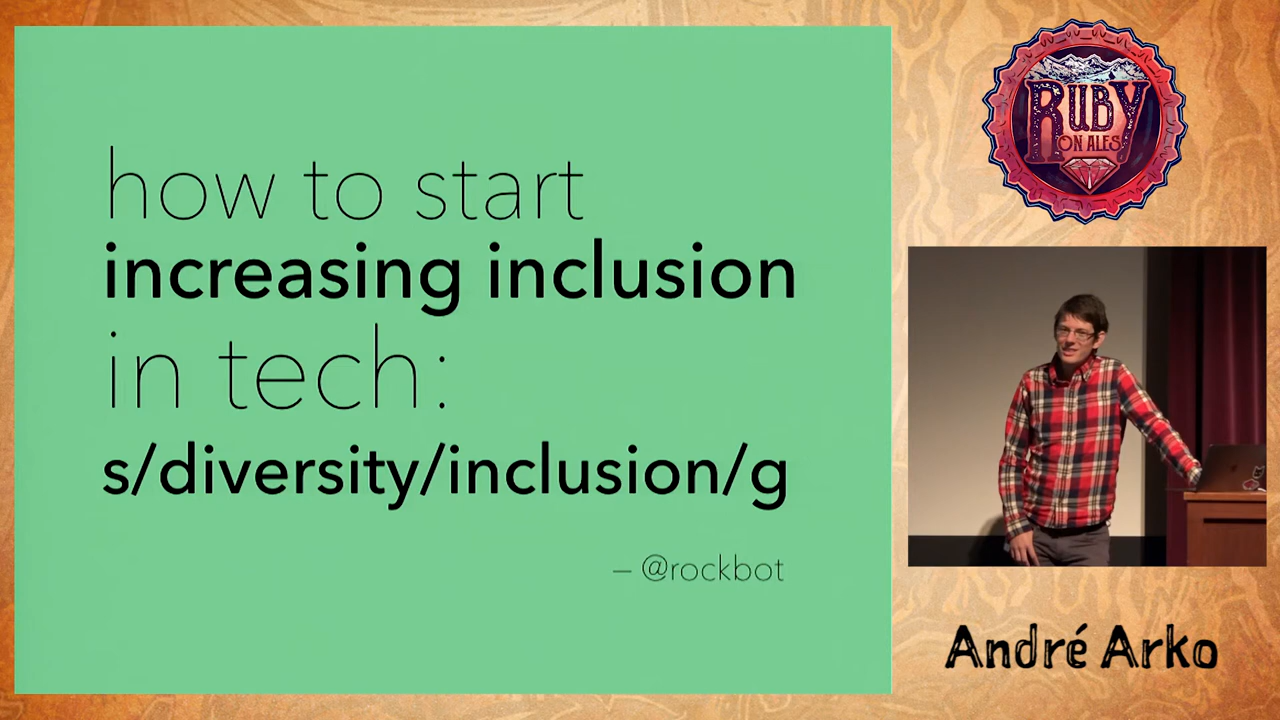 how to start
increasing inclusion
in tech:
s/diversity/inclusion/g
– @rockbot
RUBY
ON ALES
André Arko